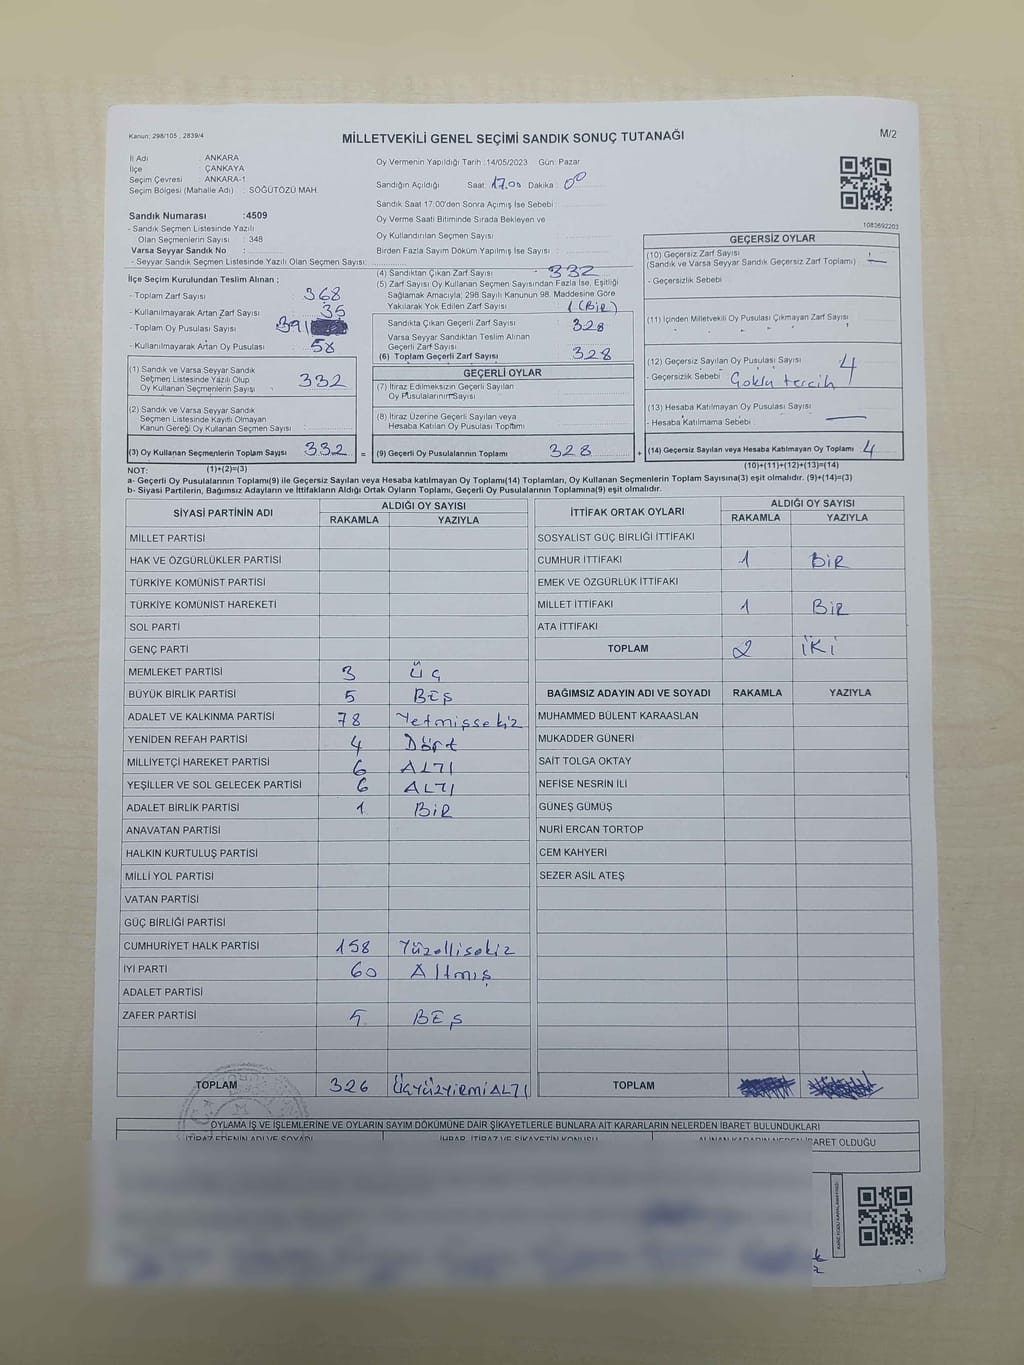 Kanun; 298/105 , 2839/4
MİLLETVEKİLİ GENEL SEÇİMİ SANDIK SONUÇ TUTANAĞI
M/2
İl Adı : ANKARA
İlçe : ÇANKAYA
Seçim Çevresi : ANKARA-1
Seçim Bölgesi (Mahalle Adı) : SÖĞÜTÖZÜ MAH.
Oy Vermenin Yapıldığı Tarih :14/05/2023 Gün: Pazar
Sandığın Açıldığı Saat: 17.00 Dakika : 00
Sandık Saat 17:00'den Sonra Açımış İse Sebebi :
Oy Verme Saati Bitiminde Sırada Bekleyen ve
Oy Kullandırılan Seçmen Sayısı :
Birden Fazla Sayım Döküm Yapılmış İse Sayısı :
Sandık Numarası :4509
- Sandık Seçmen Listesinde Yazılı
Olan Seçmenlerin Sayısı : 348
Varsa Seyyar Sandık No :
- Seyyar Sandık Seçmen Listesinde Yazılı Olan Seçmen Sayısı:
1083692203
İlçe Seçim Kurulundan Teslim Alınan ;
- Toplam Zarf Sayısı : 368
- Kullanılmayarak Artan Zarf Sayısı : 35
- Toplam Oy Pusulası Sayısı : 391
- Kullanılmayarak Artan Oy Pusulası : 58
(1) Sandık ve Varsa Seyyar Sandık
Seçmen Listesinde Yazılı Olup
Oy Kullanan Seçmenlerin Sayısı : 332
(2) Sandık ve Varsa Seyyar Sandık
Seçmen Listesinde Kayıtlı Olmayan
Kanun Gereği Oy Kullanan Seçmen Sayısı :
(3) Oy Kullanan Seçmenlerin Toplam Sayısı : 332 =
(1)+(2)=(3)
(4) Sandıktan Çıkan Zarf Sayısı : 332
(5) Zarf Sayısı Oy Kullanan Seçmen Sayısından Fazla İse, Eşitliği
Sağlamak Amacıyla, 298 Sayılı Kanunun 98. Maddesine Göre
Yakılarak Yok Edilen Zarf Sayısı : 1 (BİR)
Sandıkta Çıkan Geçerli Zarf Sayısı : 328
Varsa Seyyar Sandıktan Teslim Alınan
Geçerli Zarf Sayısı :
(6) Toplam Geçerli Zarf Sayısı : 328
GEÇERLİ OYLAR
(7) İtiraz Edilmeksizin Geçerli Sayılan
Oy Pusulalarının Sayısı :
(8) İtiraz Üzerine Geçerli Sayılan veya
Hesaba Katılan Oy Pusulası Toplamı :
(9) Geçerli Oy Pusulalarının Toplamı : 328 +
GEÇERSİZ OYLAR
(10) Geçersiz Zarf Sayısı
(Sandık ve Varsa Seyyar Sandık Geçersiz Zarf Toplamı) : —
- Geçersizlik Sebebi :
(11) İçinden Milletvekili Oy Pusulası Çıkmayan Zarf Sayısı :
(12) Geçersiz Sayılan Oy Pusulası Sayısı : 4
- Geçersizlik Sebebi : Çoklu tercih
(13) Hesaba Katılmayan Oy Pusulası Sayısı :
- Hesaba Katılmama Sebebi : —
(14) Geçersiz Sayılan veya Hesaba Katılmayan Oy Toplamı : 4
(10)+(11)+(12)+(13)=(14)
NOT:
a- Geçerli Oy Pusulalarının Toplamı(9) ile Geçersiz Sayılan veya Hesaba katılmayan Oy Toplamı(14) Toplamları, Oy Kullanan Seçmenlerin Toplam Sayısına(3) eşit olmalıdır. (9)+(14)=(3)
b- Siyasi Partilerin, Bağımsız Adayların ve İttifakların Aldığı Ortak Oyların Toplamı, Geçerli Oy Pusulalarının Toplamına(9) eşit olmalıdır.
SİYASİ PARTİNİN ADI ALDIĞI OY SAYISI
RAKAMLA YAZIYLA
MİLLET PARTİSİ
HAK VE ÖZGÜRLÜKLER PARTİSİ
TÜRKİYE KOMÜNİST PARTİSİ
TÜRKİYE KOMÜNİST HAREKETİ
SOL PARTİ
GENÇ PARTİ
MEMLEKET PARTİSİ 3 ÜÇ
BÜYÜK BİRLİK PARTİSİ 5 BEŞ
ADALET VE KALKINMA PARTİSİ 78 Yetmişsekiz
YENİDEN REFAH PARTİSİ 4 Dört
MİLLİYETÇİ HAREKET PARTİSİ 6 ALTI
YEŞİLLER VE SOL GELECEK PARTİSİ 6 ALTI
ADALET BİRLİK PARTİSİ 1 BİR
ANAVATAN PARTİSİ
HALKIN KURTULUŞ PARTİSİ
MİLLİ YOL PARTİSİ
VATAN PARTİSİ
GÜÇ BİRLİĞİ PARTİSİ
CUMHURİYET HALK PARTİSİ 158 Yüzellisekiz
İYİ PARTİ 60 Altmış
ADALET PARTİSİ
ZAFER PARTİSİ 5 BEŞ
TOPLAM 326 ÜçyüzyirmiALTI
İTTİFAK ORTAK OYLARI ALDIĞI OY SAYISI
RAKAMLA YAZIYLA
SOSYALİST GÜÇ BİRLİĞİ İTTİFAKI
CUMHUR İTTİFAKI 1 BİR
EMEK VE ÖZGÜRLÜK İTTİFAKI
MİLLET İTTİFAKI 1 BİR
ATA İTTİFAKI
TOPLAM 2 İKİ
BAĞIMSIZ ADAYIN ADI VE SOYADI RAKAMLA YAZIYLA
MUHAMMED BÜLENT KARAASLAN
MUKADDER GÜNERİ
SAİT TOLGA OKTAY
NEFİSE NESRİN İLİ
GÜNEŞ GÜMÜŞ
NURİ ERCAN TORTOP
CEM KAHYERİ
SEZER ASİL ATEŞ
TOPLAM
OYLAMA İŞ VE İŞLEMLERİNE VE OYLARIN SAYIM DÖKÜMÜNE DAİR ŞİKAYETLERLE BUNLARA AİT KARARLARIN NELERDEN İBARET BULUNDUKLARI
İTİRAZ EDENİN ADI VE SOYADI İHBAR, İTİRAZ VE ŞİKAYETİN KONUSU ALINAN KARARIN NEDEN İBARET OLDUĞU